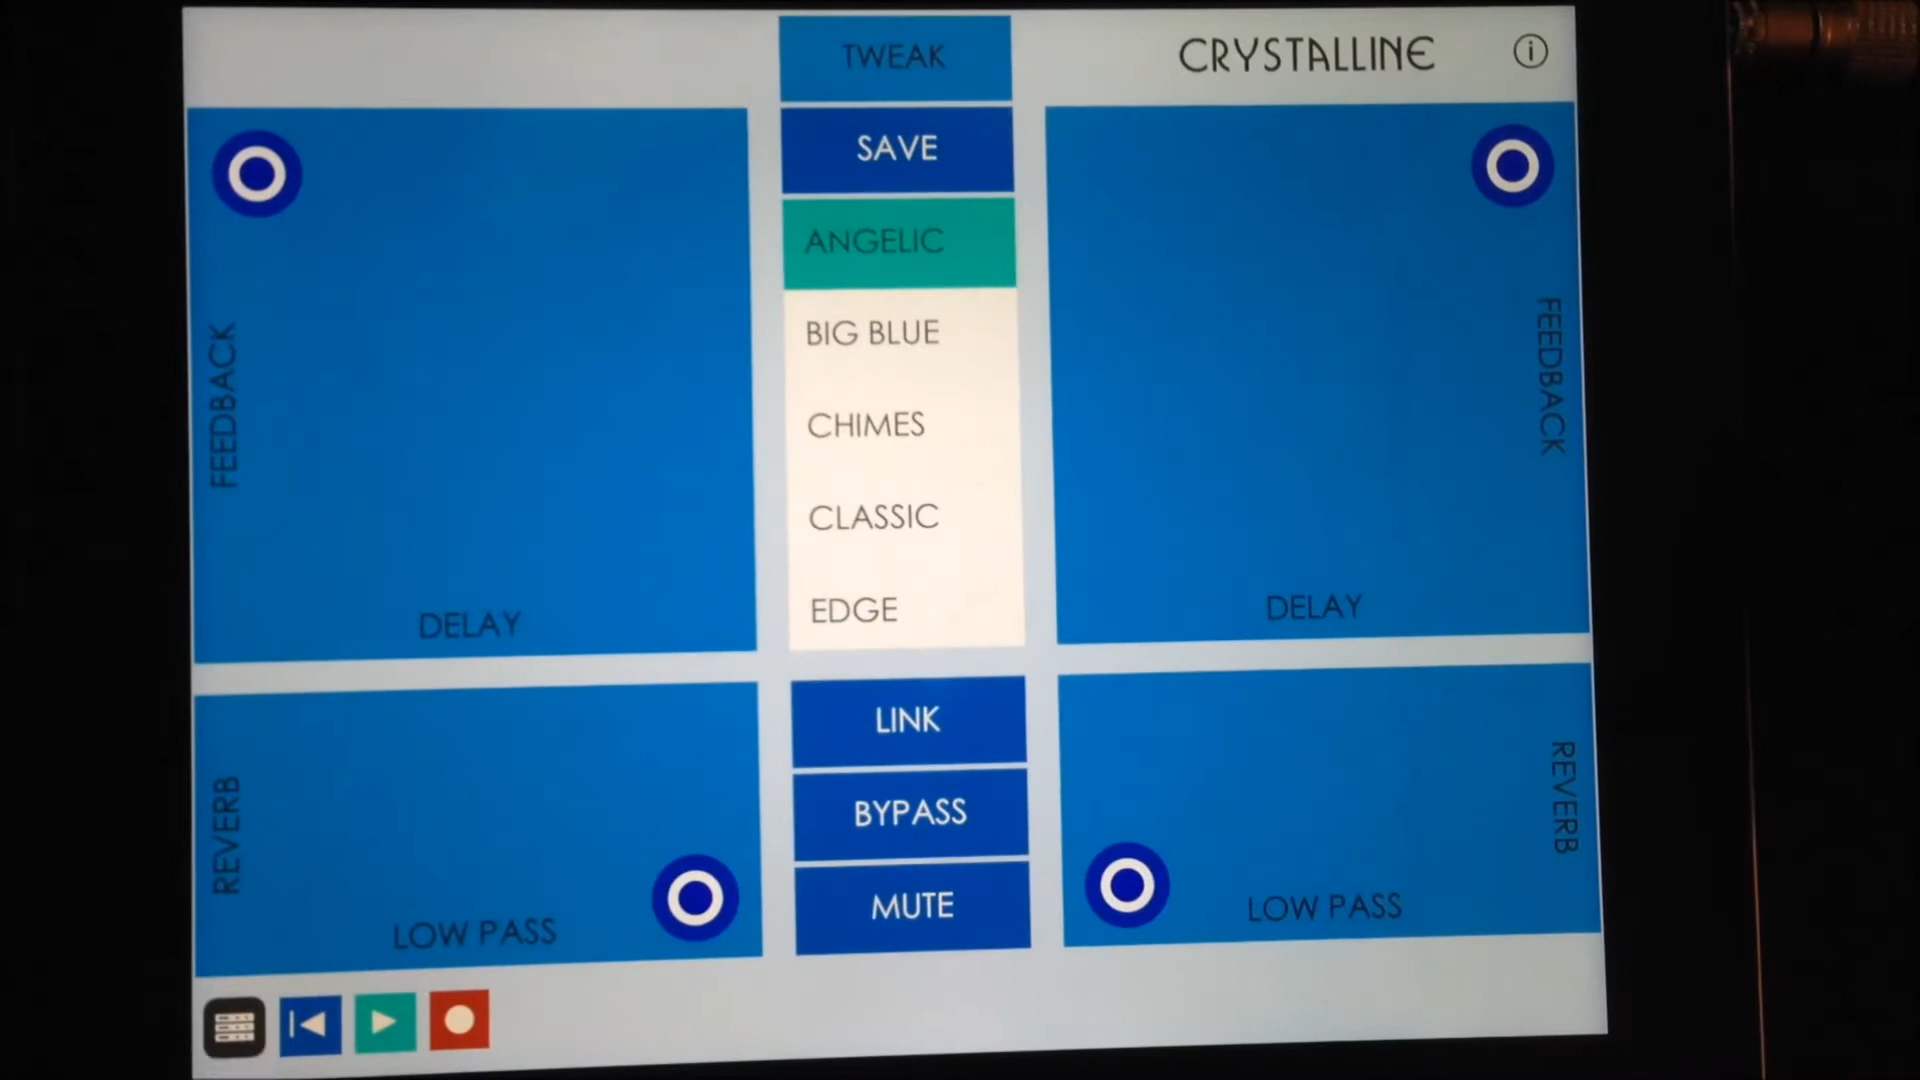 TWEAK
CRYSTALLINE
i
SAVE
ANGELIC
BIG BLUE
CHIMES
CLASSIC
EDGE
FEEDBACK
DELAY
FEEDBACK
DELAY
LINK
BYPASS
MUTE
REVERB
LOW PASS
REVERB
LOW PASS